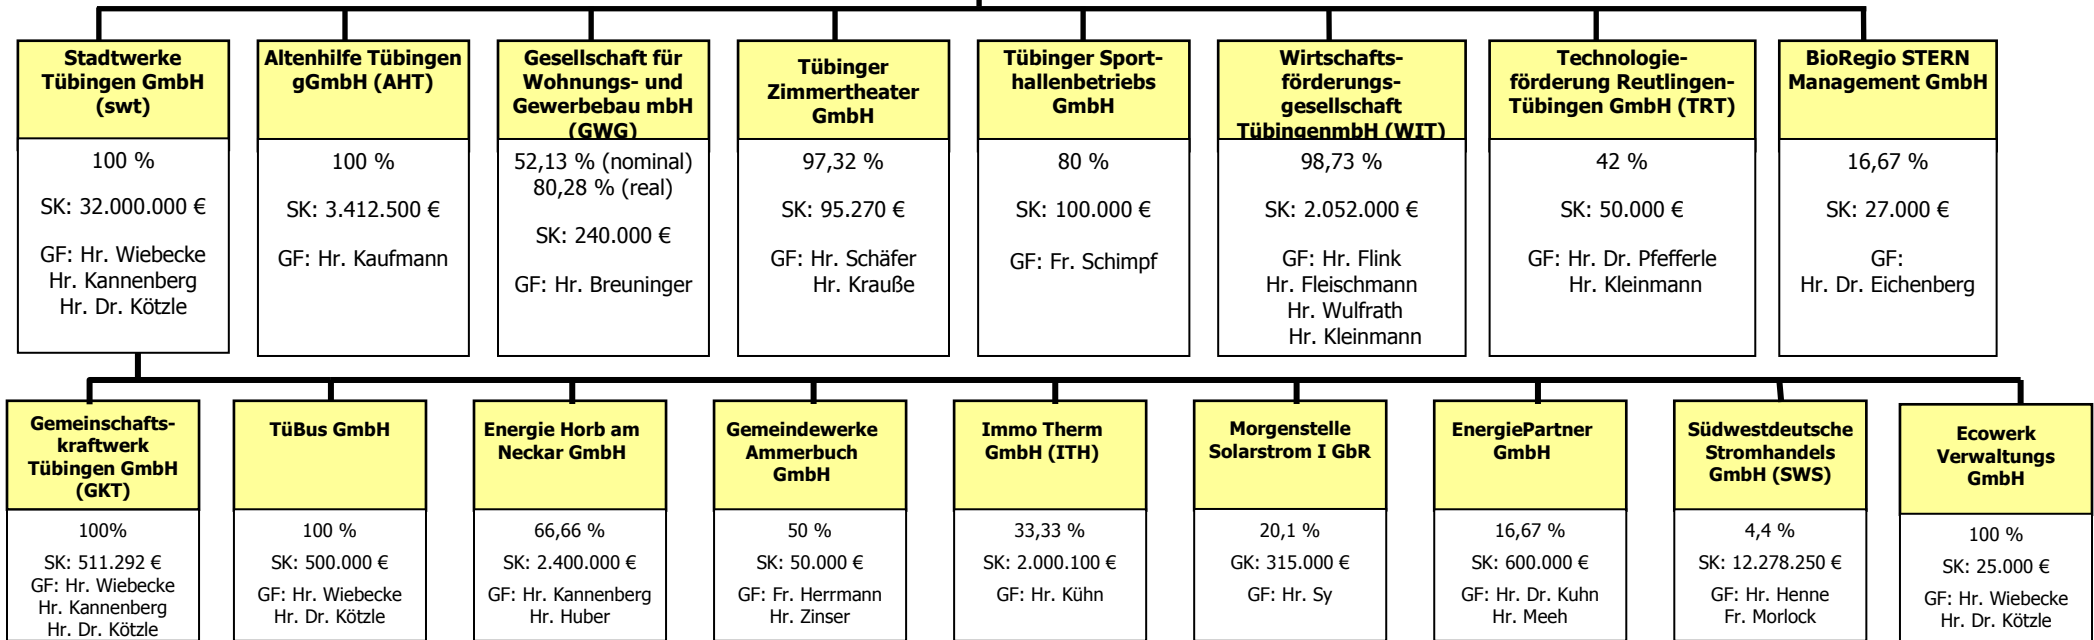 Stadtwerke
Tübingen GmbH
(swt)
100 %
SK: 32.000.000 €
GF: Hr. Wiebecke
Hr. Kannenberg
Hr. Dr. Kötzle
Altenhilfe Tübingen
gGmbH (AHT)
100 %
SK: 3.412.500 €
GF: Hr. Kaufmann
Gesellschaft für
Wohnungs- und
Gewerbebau mbH
(GWG)
52,13 % (nominal)
80,28 % (real)
SK: 240.000 €
GF: Hr. Breuninger
Tübinger
Zimmertheater
GmbH
97,32 %
SK: 95.270 €
GF: Hr. Schäfer
Hr. Krauße
Tübinger Sport-
hallenbetriebs
GmbH
80 %
SK: 100.000 €
GF: Fr. Schimpf
Wirtschafts-
förderungs-
gesellschaft
TübingenmbH (WIT)
98,73 %
SK: 2.052.000 €
GF: Hr. Flink
Hr. Fleischmann
Hr. Wulfrath
Hr. Kleinmann
Technologie-
förderung Reutlingen-
Tübingen GmbH (TRT)
42 %
SK: 50.000 €
GF: Hr. Dr. Pfefferle
Hr. Kleinmann
BioRegio STERN
Management GmbH
16,67 %
SK: 27.000 €
GF:
Hr. Dr. Eichenberg
Gemeinschafts-
kraftwerk
Tübingen GmbH
(GKT)
100%
SK: 511.292 €
GF: Hr. Wiebecke
Hr. Kannenberg
Hr. Dr. Kötzle
TüBus GmbH
100 %
SK: 500.000 €
GF: Hr. Wiebecke
Hr. Dr. Kötzle
Energie Horb am
Neckar GmbH
66,66 %
SK: 2.400.000 €
GF: Hr. Kannenberg
Hr. Huber
Gemeindewerke
Ammerbuch
GmbH
50 %
SK: 50.000 €
GF: Fr. Herrmann
Hr. Zinser
Immo Therm
GmbH (ITH)
33,33 %
SK: 2.000.100 €
GF: Hr. Kühn
Morgenstelle
Solarstrom I GbR
20,1 %
GK: 315.000 €
GF: Hr. Sy
EnergiePartner
GmbH
16,67 %
SK: 600.000 €
GF: Hr. Dr. Kuhn
Hr. Meeh
Südwestdeutsche
Stromhandels
GmbH (SWS)
4,4 %
SK: 12.278.250 €
GF: Hr. Henne
Fr. Morlock
Ecowerk
Verwaltungs
GmbH
100 %
SK: 25.000 €
GF: Hr. Wiebecke
Hr. Dr. Kötzle